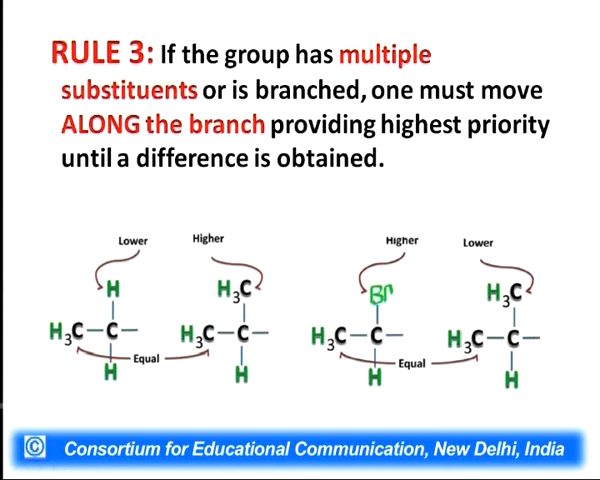 RULE 3: If the group has multiple
substituents or is branched, one must move
ALONG the branch providing highest priority
until a difference is obtained.
Lower Higher Higher Lower
H H3C Br H3C
H3C–C– H3C–C– H3C–C– H3C–C–
Equal Equal
H H H H
© Consortium for Educational Communication, New Delhi, India